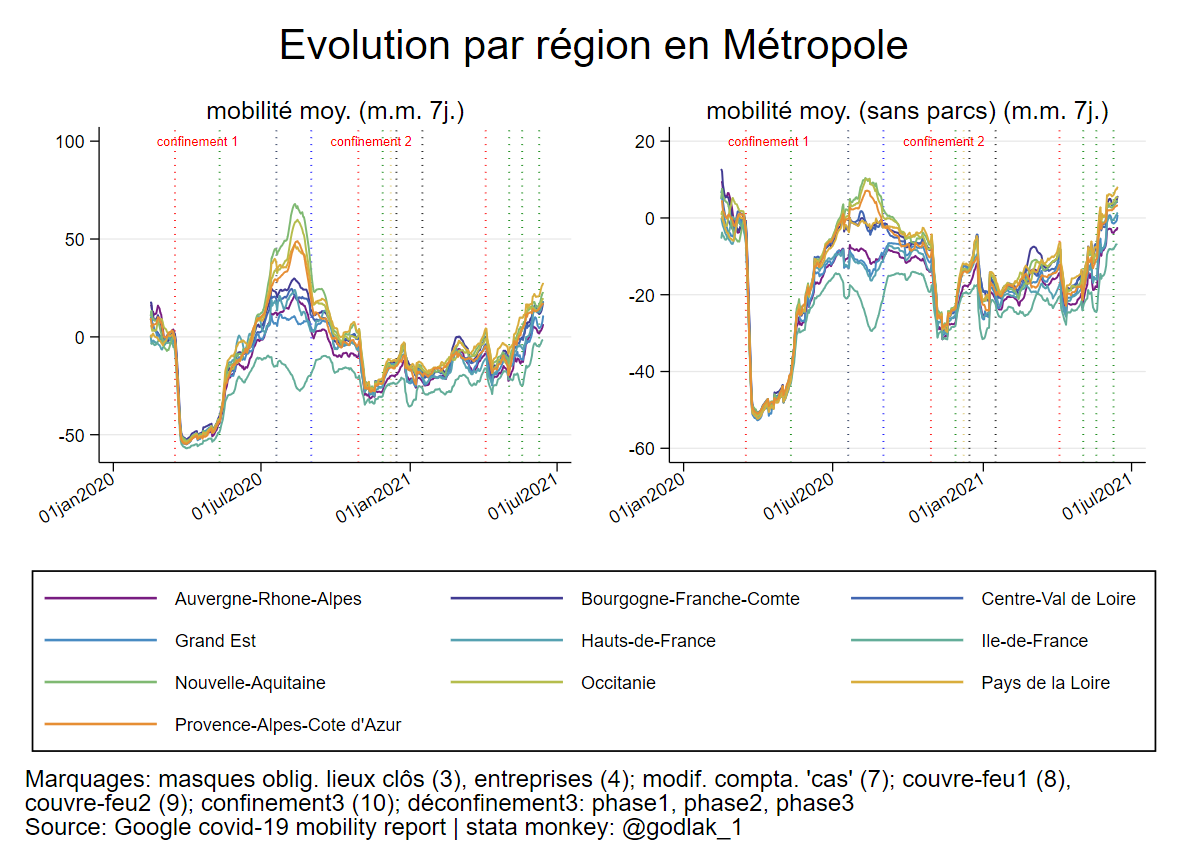 Evolution par région en Métropole
mobilité moy. (m.m. 7j.)
confinement 1
confinement 2
100
50
0
-50
01jan2020
01jul2020
01jan2021
01jul2021
mobilité moy. (sans parcs) (m.m. 7j.)
confinement 1
confinement 2
20
0
-20
-40
-60
01jan2020
01jul2020
01jan2021
01jul2021
Auvergne-Rhone-Alpes
Bourgogne-Franche-Comte
Centre-Val de Loire
Grand Est
Hauts-de-France
Ile-de-France
Nouvelle-Aquitaine
Occitanie
Pays de la Loire
Provence-Alpes-Cote d'Azur
Marquages: masques oblig. lieux clôs (3), entreprises (4); modif. compta. 'cas' (7); couvre-feu1 (8),
couvre-feu2 (9); confinement3 (10); déconfinement3: phase1, phase2, phase3
Source: Google covid-19 mobility report | stata monkey: @godlak_1